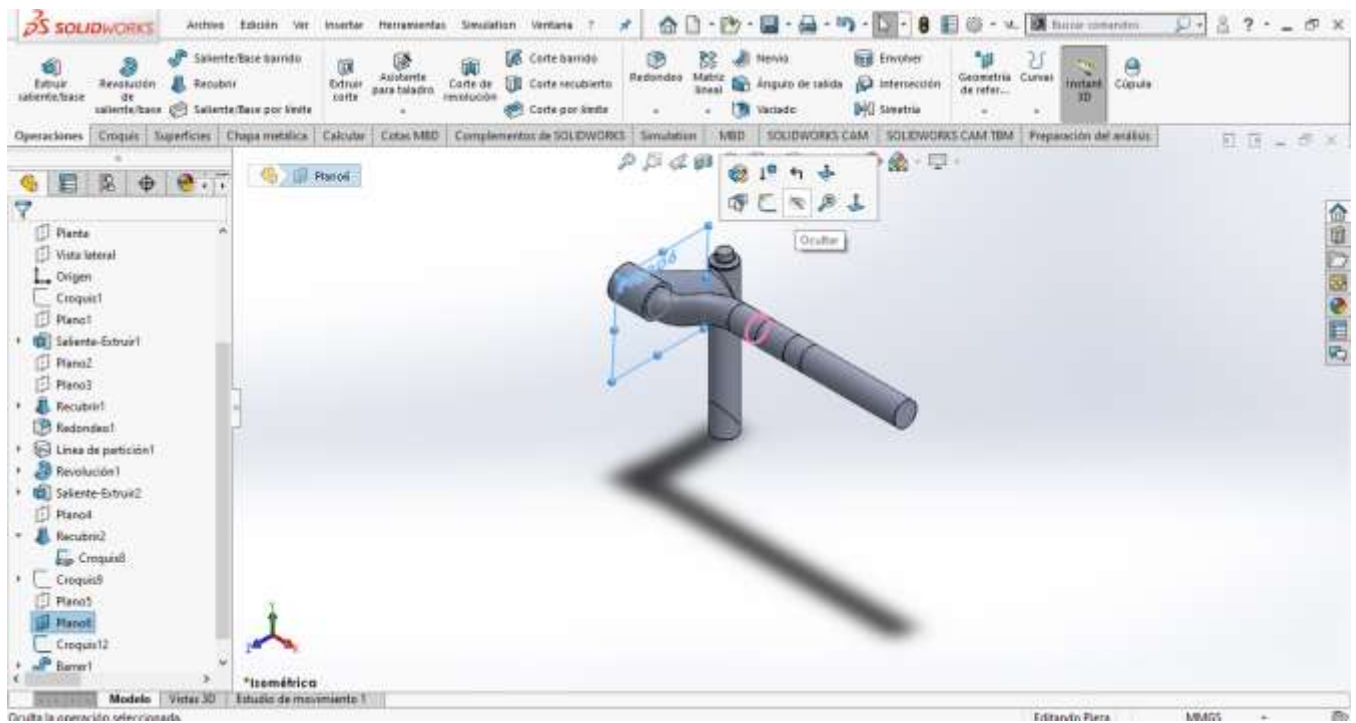 SOLIDWORKS
Archivo Edición Ver Insertar Herramientas Simulation Ventana ?
Buscar comandos
Extruir saliente/base
Revolución de saliente/base
Saliente/Base barrido
Recubrir
Saliente/Base por límite
Extruir corte
Asistente para taladro
Corte de revolución
Corte barrido
Corte recubierto
Corte por límite
Redondeo
Matriz lineal
Nervio
Ángulo de salida
Vaciado
Envolver
Intersección
Simetría
Geometría de refer...
Curvas
Instant 3D
Cúpula
Operaciones Croquis Superficies Chapa metálica Calcular Cotas MBD Complementos de SOLIDWORKS Simulation MBD SOLIDWORKS CAM SOLIDWORKS CAM TBM Preparación del análisis
Plano6
Ocultar
Planta
Vista lateral
Origen
Croquis1
Plano1
Saliente-Extruir1
Plano2
Plano3
Recubrir1
Redondeo1
Línea de partición1
Revolución1
Saliente-Extruir2
Plano4
Recubrir2
Croquis8
Croquis9
Plano5
Plano6
Croquis12
Barrer1
*Isométrica
Modelo Vistas 3D Estudio de movimiento 1
Oculta la operación seleccionada.
Editando Pieza MMGS